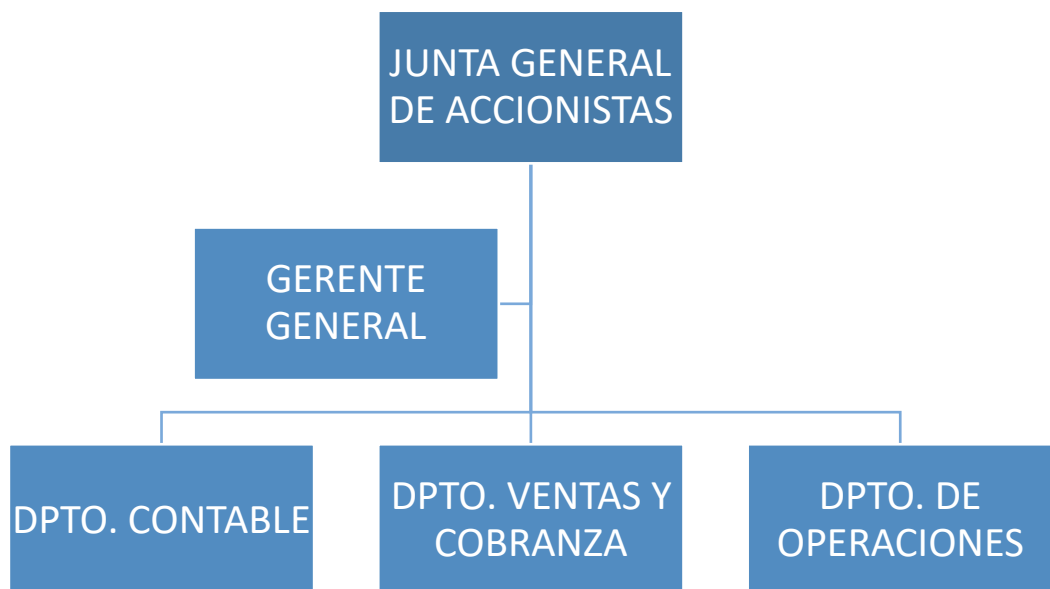 JUNTA GENERAL
DE ACCIONISTAS
GERENTE
GENERAL
DPTO. CONTABLE
DPTO. VENTAS Y
COBRANZA
DPTO. DE
OPERACIONES